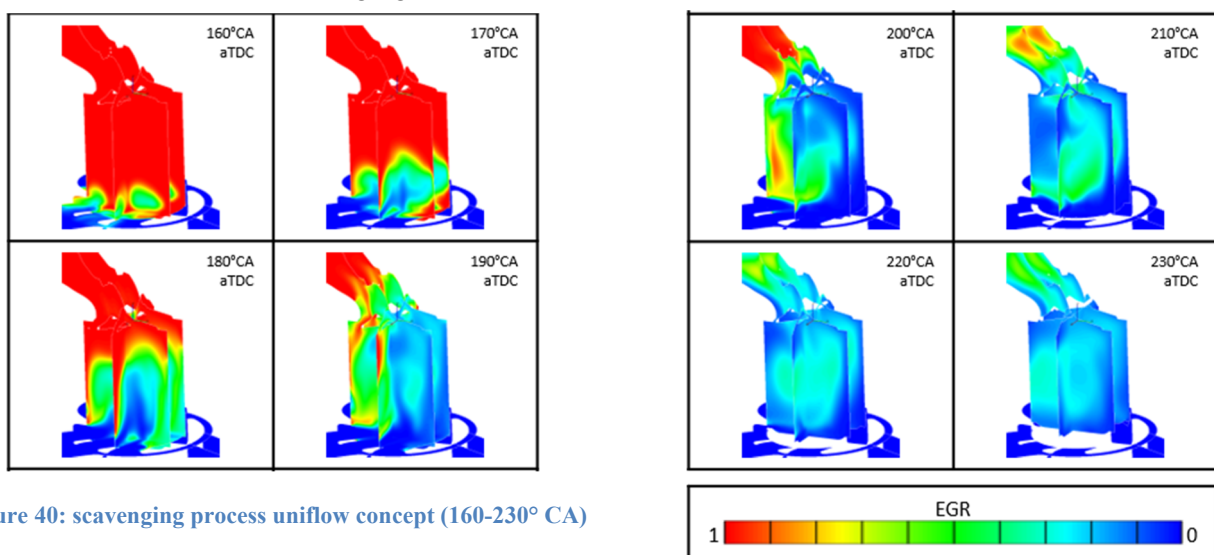 160°CA
aTDC
170°CA
aTDC
180°CA
aTDC
190°CA
aTDC
200°CA
aTDC
210°CA
aTDC
220°CA
aTDC
230°CA
aTDC
ure 40: scavenging process uniflow concept (160-230° CA)
EGR
1 0